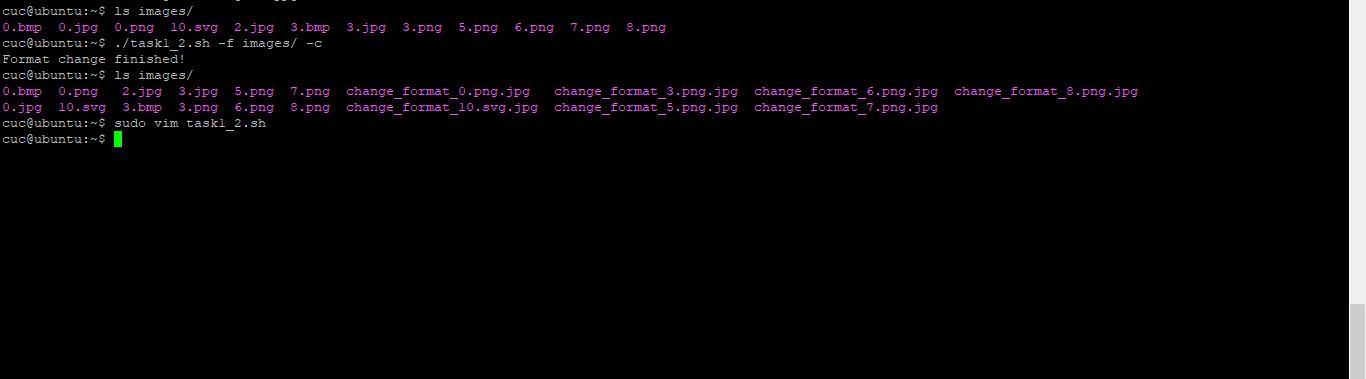 cuc@ubuntu:~$ ls images/
0.bmp  0.jpg  0.png  10.svg  2.jpg  3.bmp  3.jpg  3.png  5.png  6.png  7.png  8.png
cuc@ubuntu:~$ ./task1_2.sh -f images/ -c
Format change finished!
cuc@ubuntu:~$ ls images/
0.bmp  0.png   2.jpg  3.jpg  5.png  7.png  change_format_0.png.jpg   change_format_3.png.jpg  change_format_6.png.jpg  change_format_8.png.jpg
0.jpg  10.svg  3.bmp  3.png  6.png  8.png  change_format_10.svg.jpg  change_format_5.png.jpg  change_format_7.png.jpg
cuc@ubuntu:~$ sudo vim task1_2.sh
cuc@ubuntu:~$